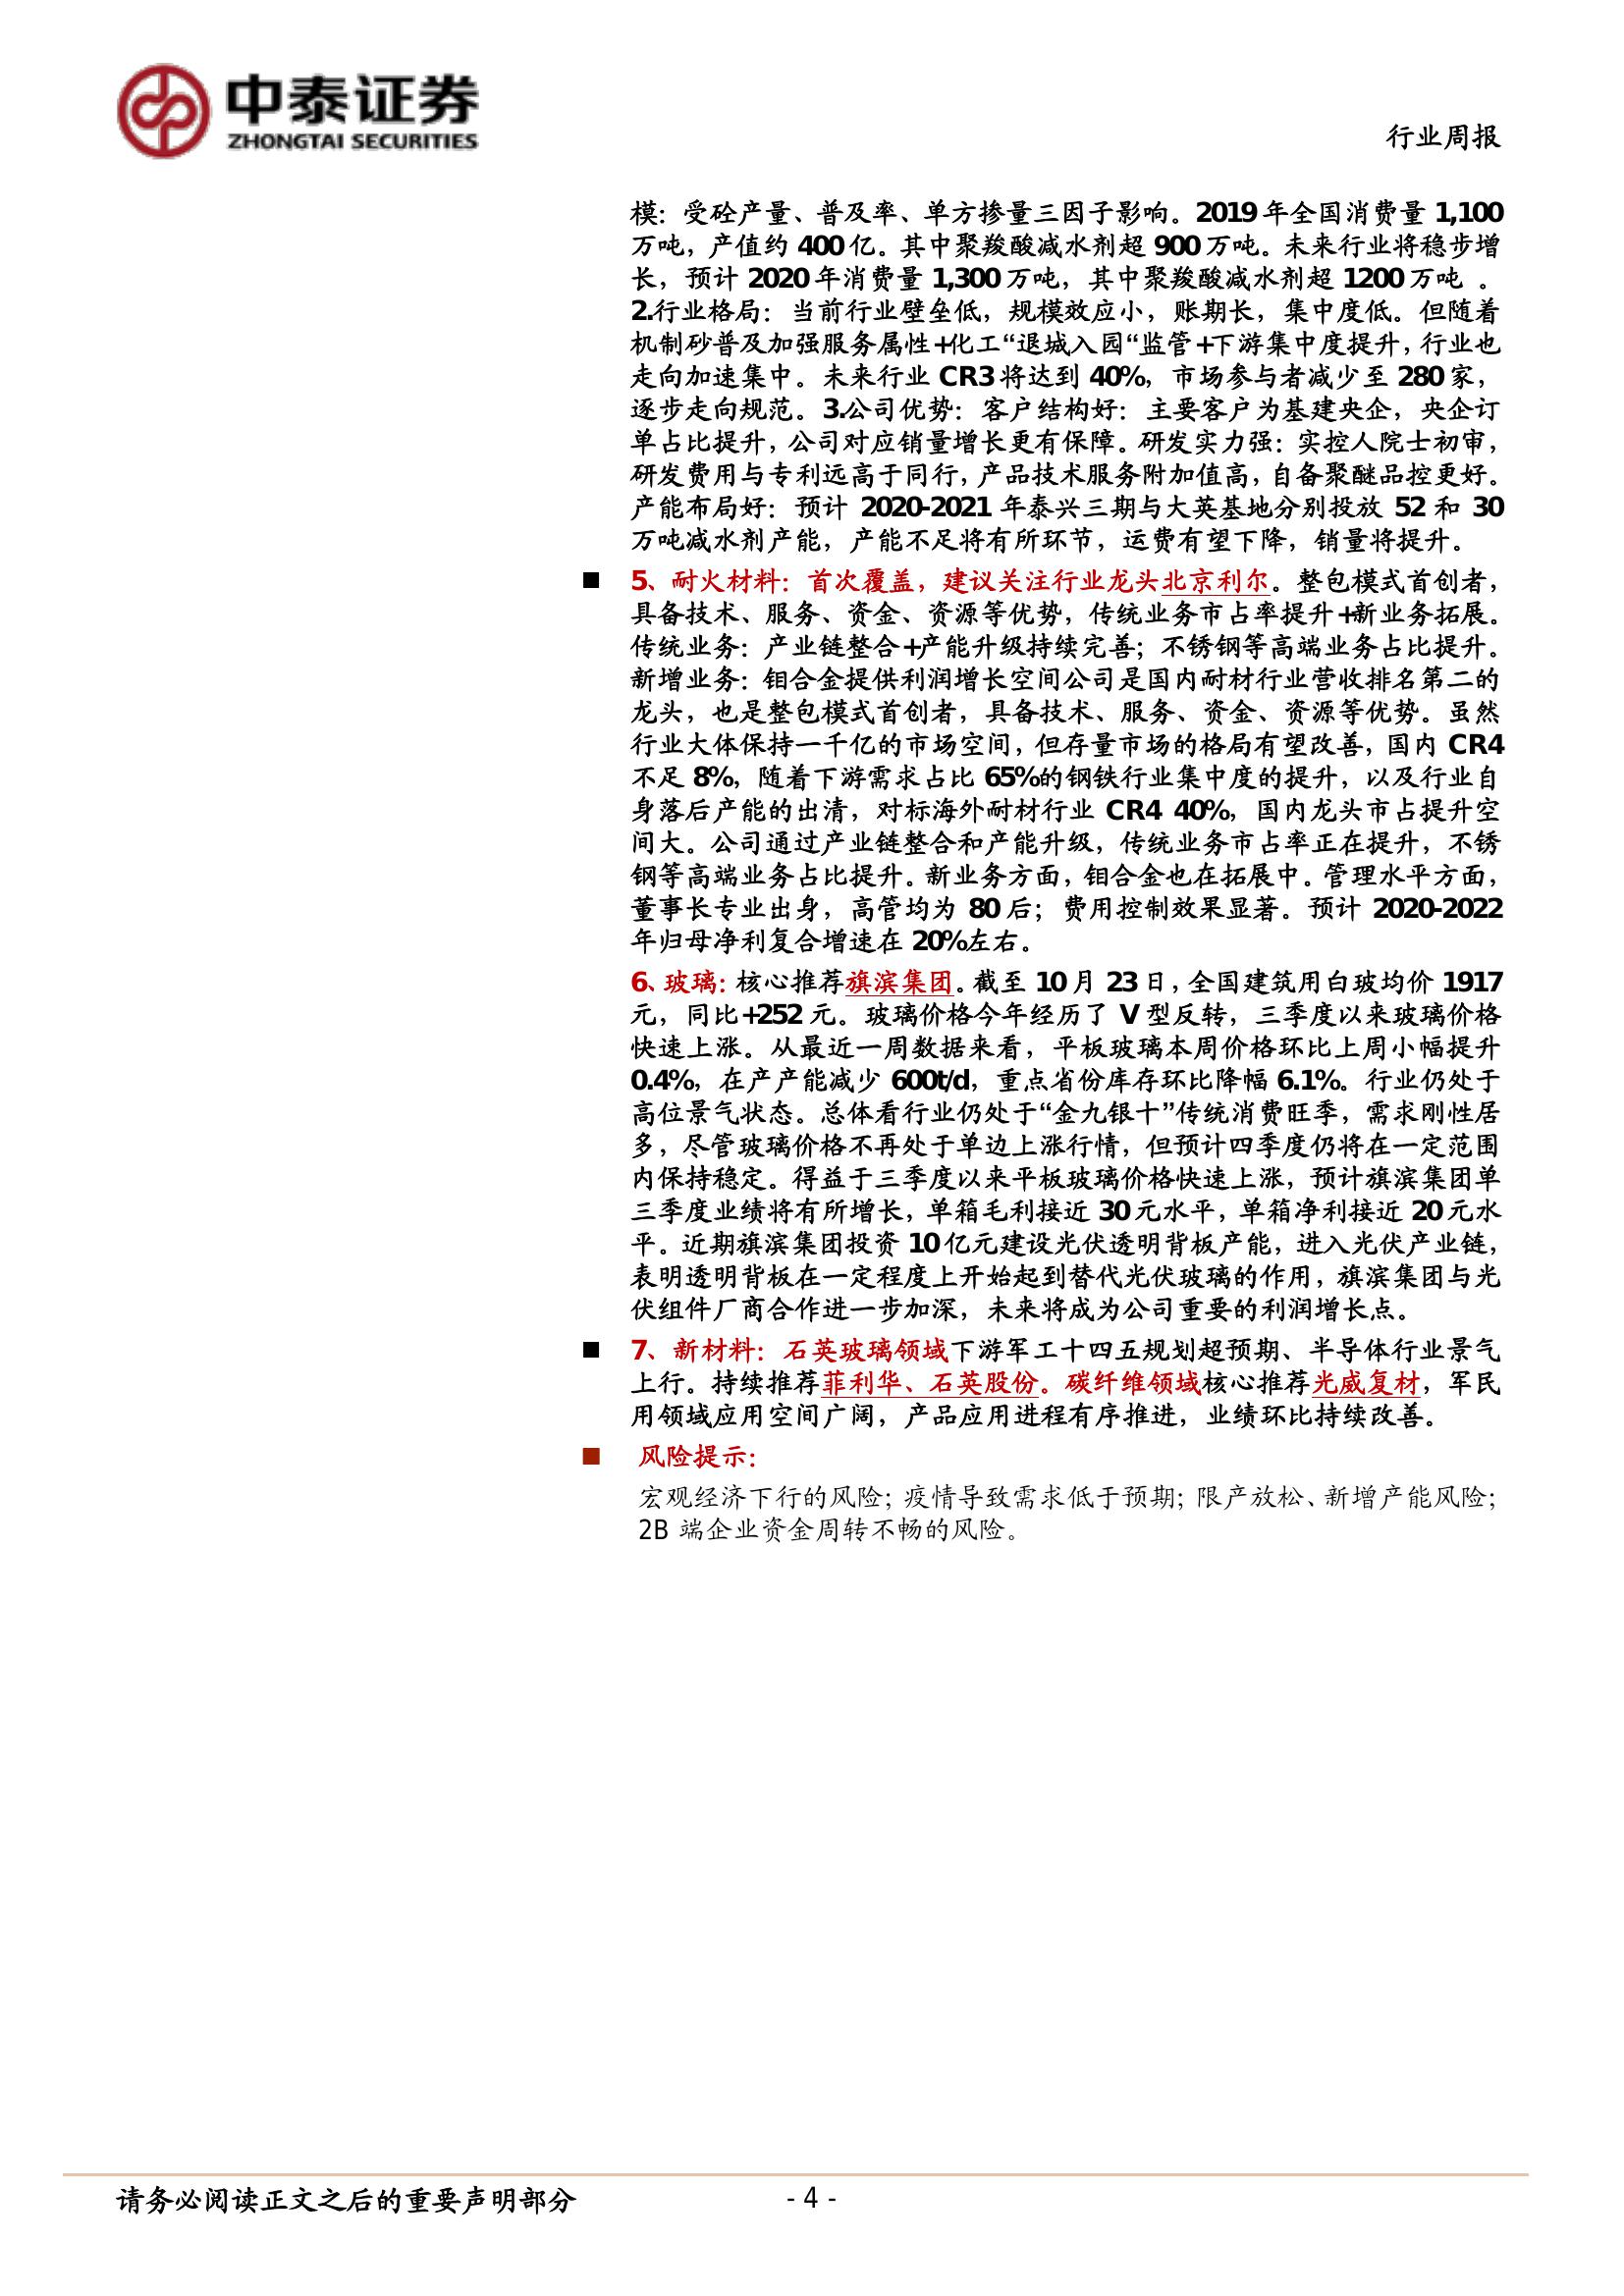 中泰证券
ZHONGTAI SECURITIES
行业周报
模：受砼产量、普及率、单方掺量三因子影响。2019 年全国消费量 1,100
万吨，产值约 400 亿。其中聚羧酸减水剂超 900 万吨。未来行业将稳步增
长，预计 2020 年消费量 1,300 万吨，其中聚羧酸减水剂超 1200 万吨 。
2.行业格局：当前行业壁垒低，规模效应小，账期长，集中度低。但随着
机制砂普及加强服务属性+化工“退城入园“监管+下游集中度提升，行业也
走向加速集中。未来行业 CR3 将达到 40%，市场参与者减少至 280 家，
逐步走向规范。3.公司优势：客户结构好：主要客户为基建央企，央企订
单占比提升，公司对应销量增长更有保障。研发实力强：实控人院士初审，
研发费用与专利远高于同行，产品技术服务附加值高，自备聚醚品控更好。
产能布局好：预计 2020-2021 年泰兴三期与大英基地分别投放 52 和 30
万吨减水剂产能，产能不足将有所环节，运费有望下降，销量将提升。
■ 5、耐火材料：首次覆盖，建议关注行业龙头北京利尔。整包模式首创者，
具备技术、服务、资金、资源等优势，传统业务市占率提升+新业务拓展。
传统业务：产业链整合+产能升级持续完善；不锈钢等高端业务占比提升。
新增业务：钼合金提供利润增长空间公司是国内耐材行业营收排名第二的
龙头，也是整包模式首创者，具备技术、服务、资金、资源等优势。虽然
行业大体保持一千亿的市场空间，但存量市场的格局有望改善，国内 CR4
不足 8%，随着下游需求占比 65%的钢铁行业集中度的提升，以及行业自
身落后产能的出清，对标海外耐材行业 CR4 40%，国内龙头市占提升空
间大。公司通过产业链整合和产能升级，传统业务市占率正在提升，不锈
钢等高端业务占比提升。新业务方面，钼合金也在拓展中。管理水平方面，
董事长专业出身，高管均为 80 后；费用控制效果显著。预计 2020-2022
年归母净利复合增速在 20%左右。
6、玻璃：核心推荐旗滨集团。截至 10 月 23 日，全国建筑用白玻均价 1917
元，同比+252 元。玻璃价格今年经历了 V 型反转，三季度以来玻璃价格
快速上涨。从最近一周数据来看，平板玻璃本周价格环比上周小幅提升
0.4%，在产产能减少 600t/d，重点省份库存环比降幅 6.1%。行业仍处于
高位景气状态。总体看行业仍处于“金九银十”传统消费旺季，需求刚性居
多，尽管玻璃价格不再处于单边上涨行情，但预计四季度仍将在一定范围
内保持稳定。得益于三季度以来平板玻璃价格快速上涨，预计旗滨集团单
三季度业绩将有所增长，单箱毛利接近 30 元水平，单箱净利接近 20 元水
平。近期旗滨集团投资 10 亿元建设光伏透明背板产能，进入光伏产业链，
表明透明背板在一定程度上开始起到替代光伏玻璃的作用，旗滨集团与光
伏组件厂商合作进一步加深，未来将成为公司重要的利润增长点。
■ 7、新材料：石英玻璃领域下游军工十四五规划超预期、半导体行业景气
上行。持续推荐菲利华、石英股份。碳纤维领域核心推荐光威复材，军民
用领域应用空间广阔，产品应用进程有序推进，业绩环比持续改善。
■ 风险提示：
宏观经济下行的风险；疫情导致需求低于预期；限产放松、新增产能风险；
2B 端企业资金周转不畅的风险。
请务必阅读正文之后的重要声明部分
- 4 -